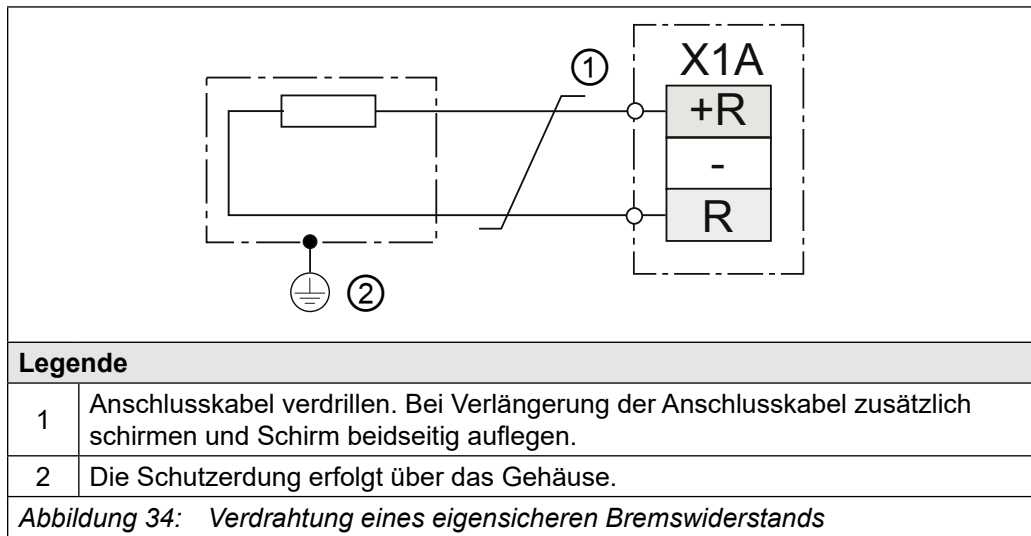 X1A
①
+R
-
R
②
Legende
1 Anschlusskabel verdrillen. Bei Verlängerung der Anschlusskabel zusätzlich
schirmen und Schirm beidseitig auflegen.
2 Die Schutzerdung erfolgt über das Gehäuse.
Abbildung 34: Verdrahtung eines eigensicheren Bremswiderstands